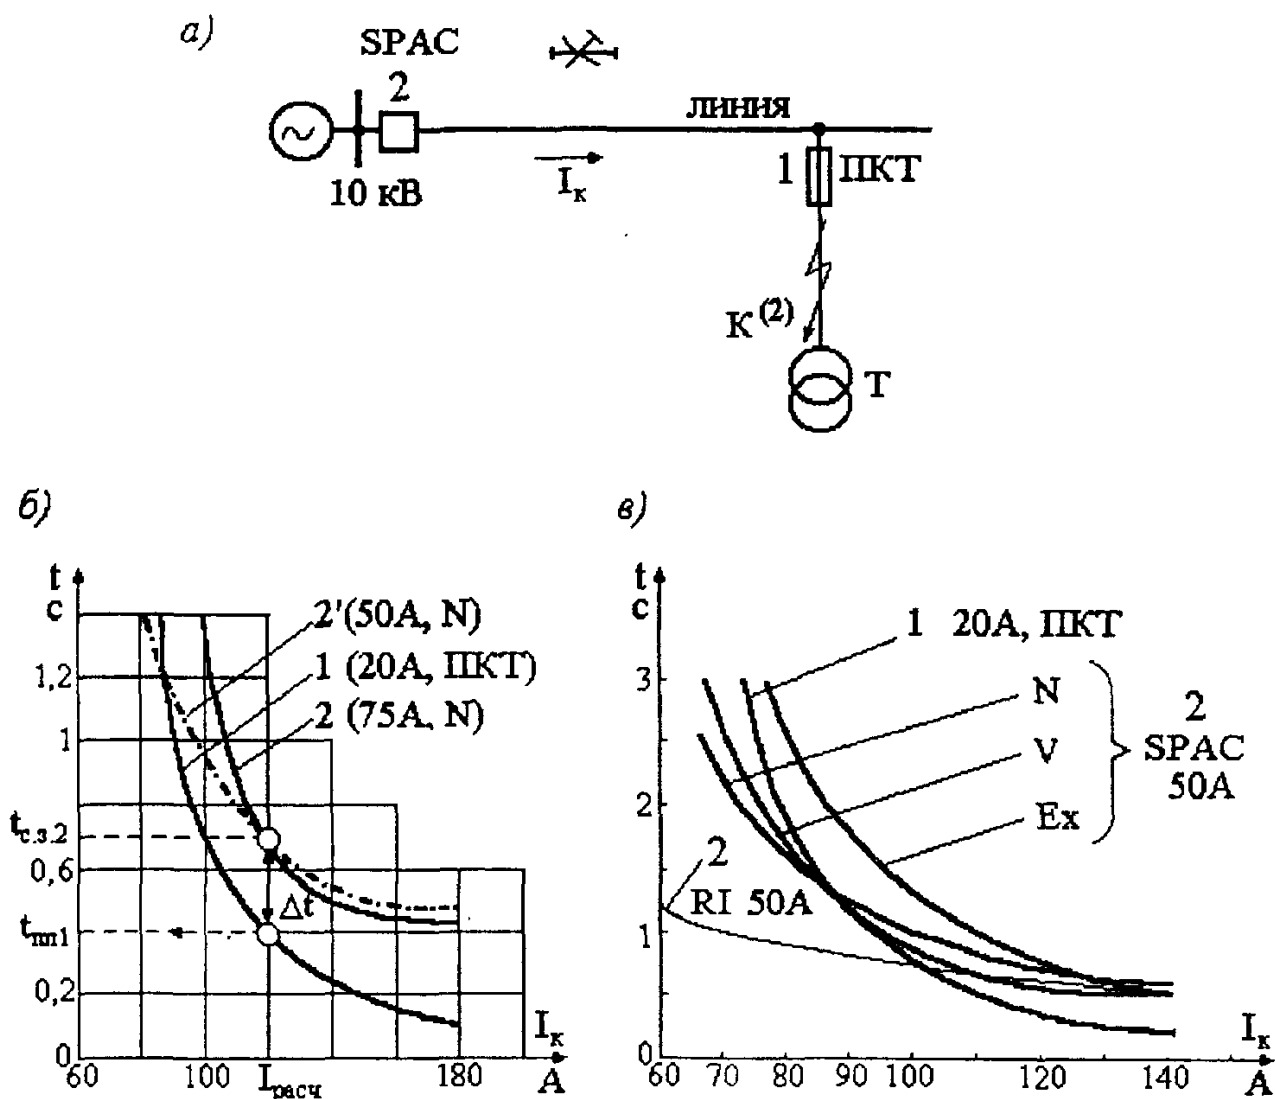 а)
SPAC
2
~
линия
10 кВ
Iк
1
ПКТ
К(2)
Т
б)
t
с
2'(50А, N)
1 (20А, ПКТ)
2 (75А, N)
1,2
1
tс.з.2
0,6
Δt
tпл1
0,2
0
60
100
Iрасч
180
Iк
А
в)
t
с
1 20А, ПКТ
N
V
Ex
2
SPAC
50А
2
RI 50А
3
2
1
0
60
70
80
90
100
120
140
Iк
А